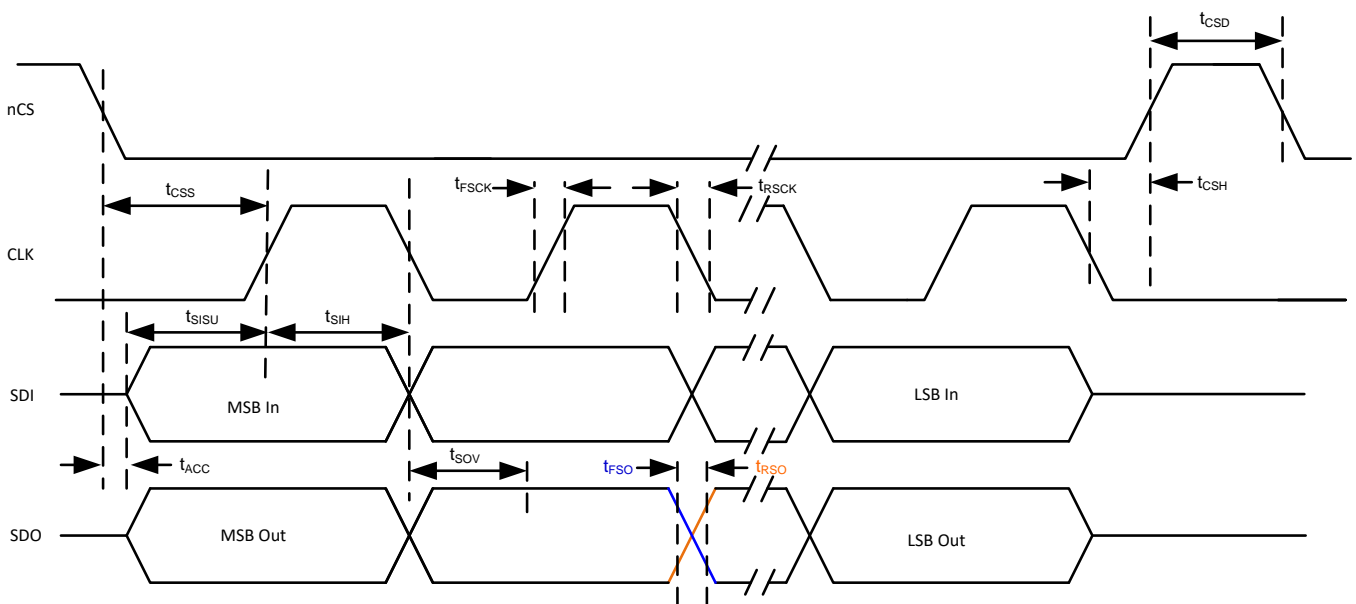 tCSD
nCS
tCSS
tFSCK
tRSCK
tCSH
CLK
tSISU
tSIH
SDI
MSB In
LSB In
tACC
tSOV
tFSO
tRSO
SDO
MSB Out
LSB Out